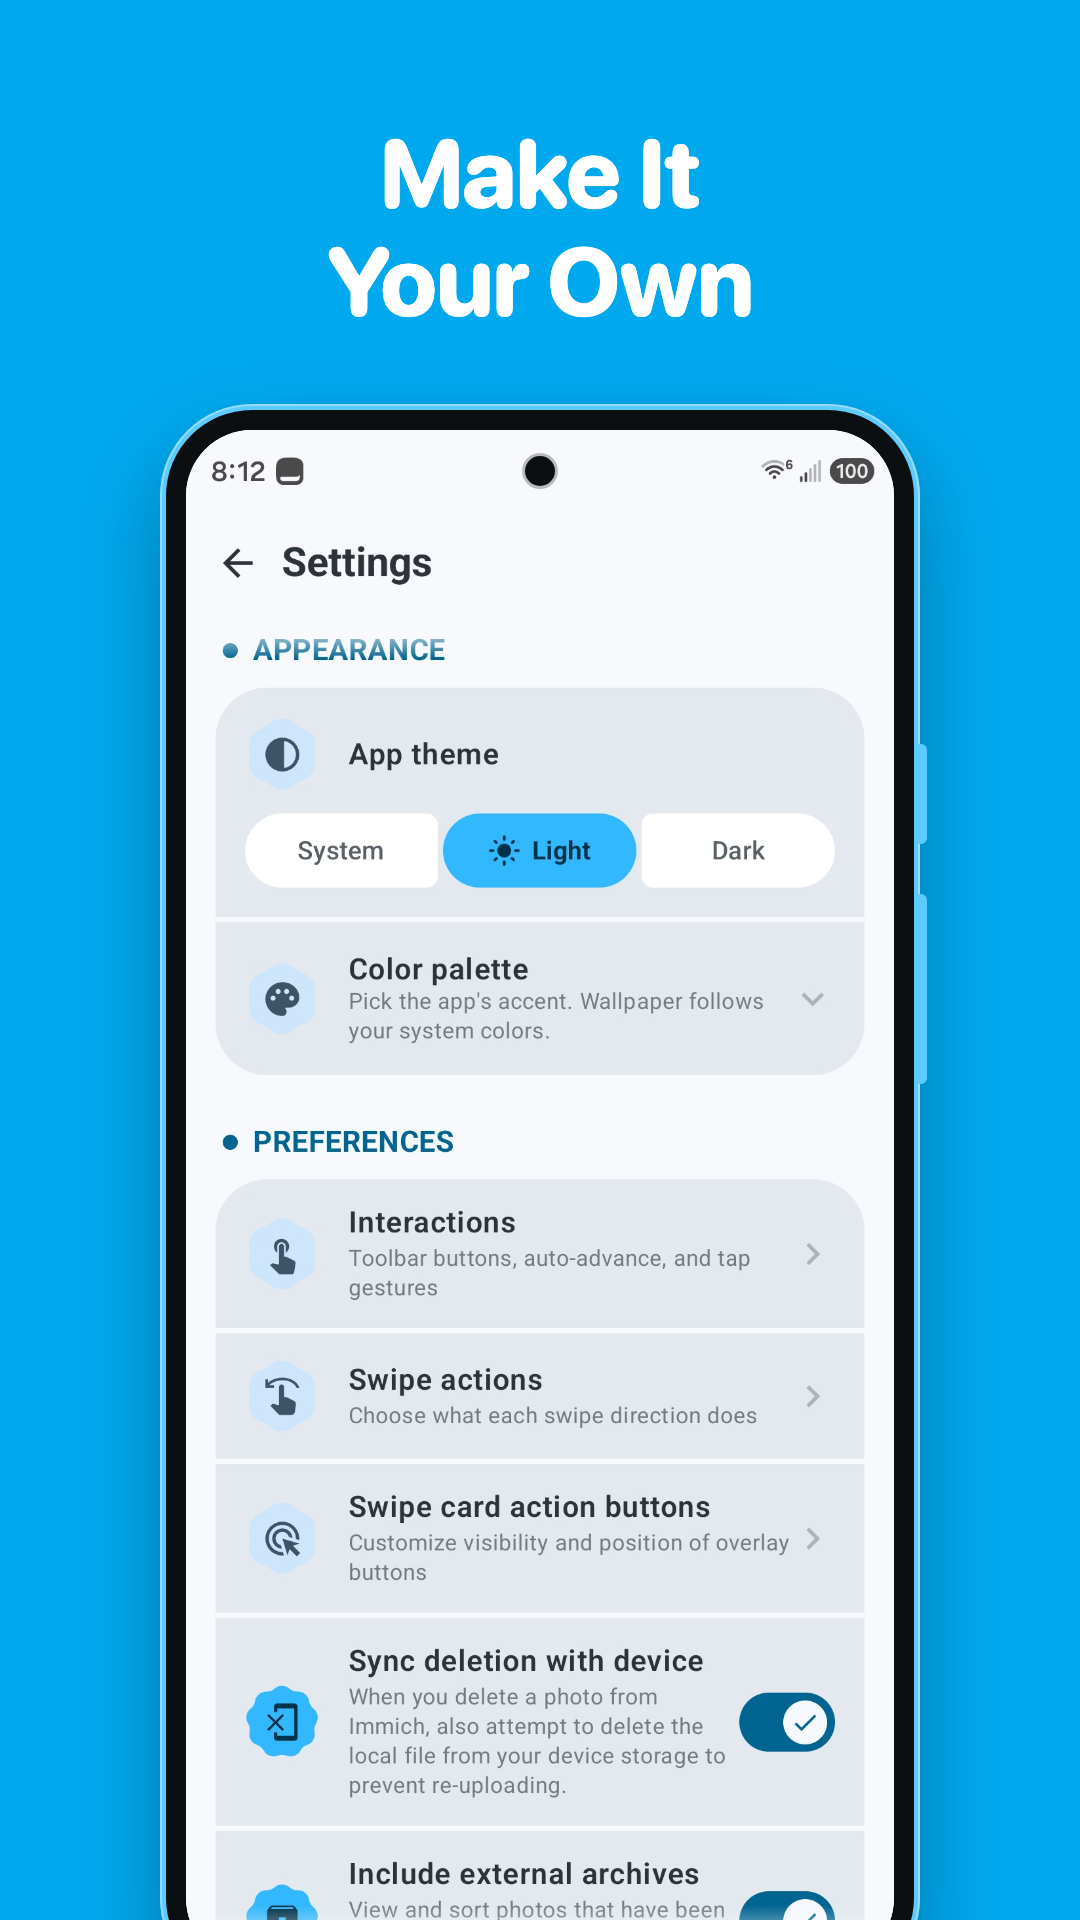 Make It
Your Own
8:12
6
100
Settings
APPEARANCE
App theme
System
Light
Dark
Color palette
Pick the app's accent. Wallpaper follows
your system colors.
PREFERENCES
Interactions
Toolbar buttons, auto-advance, and tap
gestures
Swipe actions
Choose what each swipe direction does
Swipe card action buttons
Customize visibility and position of overlay
buttons
Sync deletion with device
When you delete a photo from
Immich, also attempt to delete the
local file from your device storage to
prevent re-uploading.
Include external archives
View and sort photos that have been